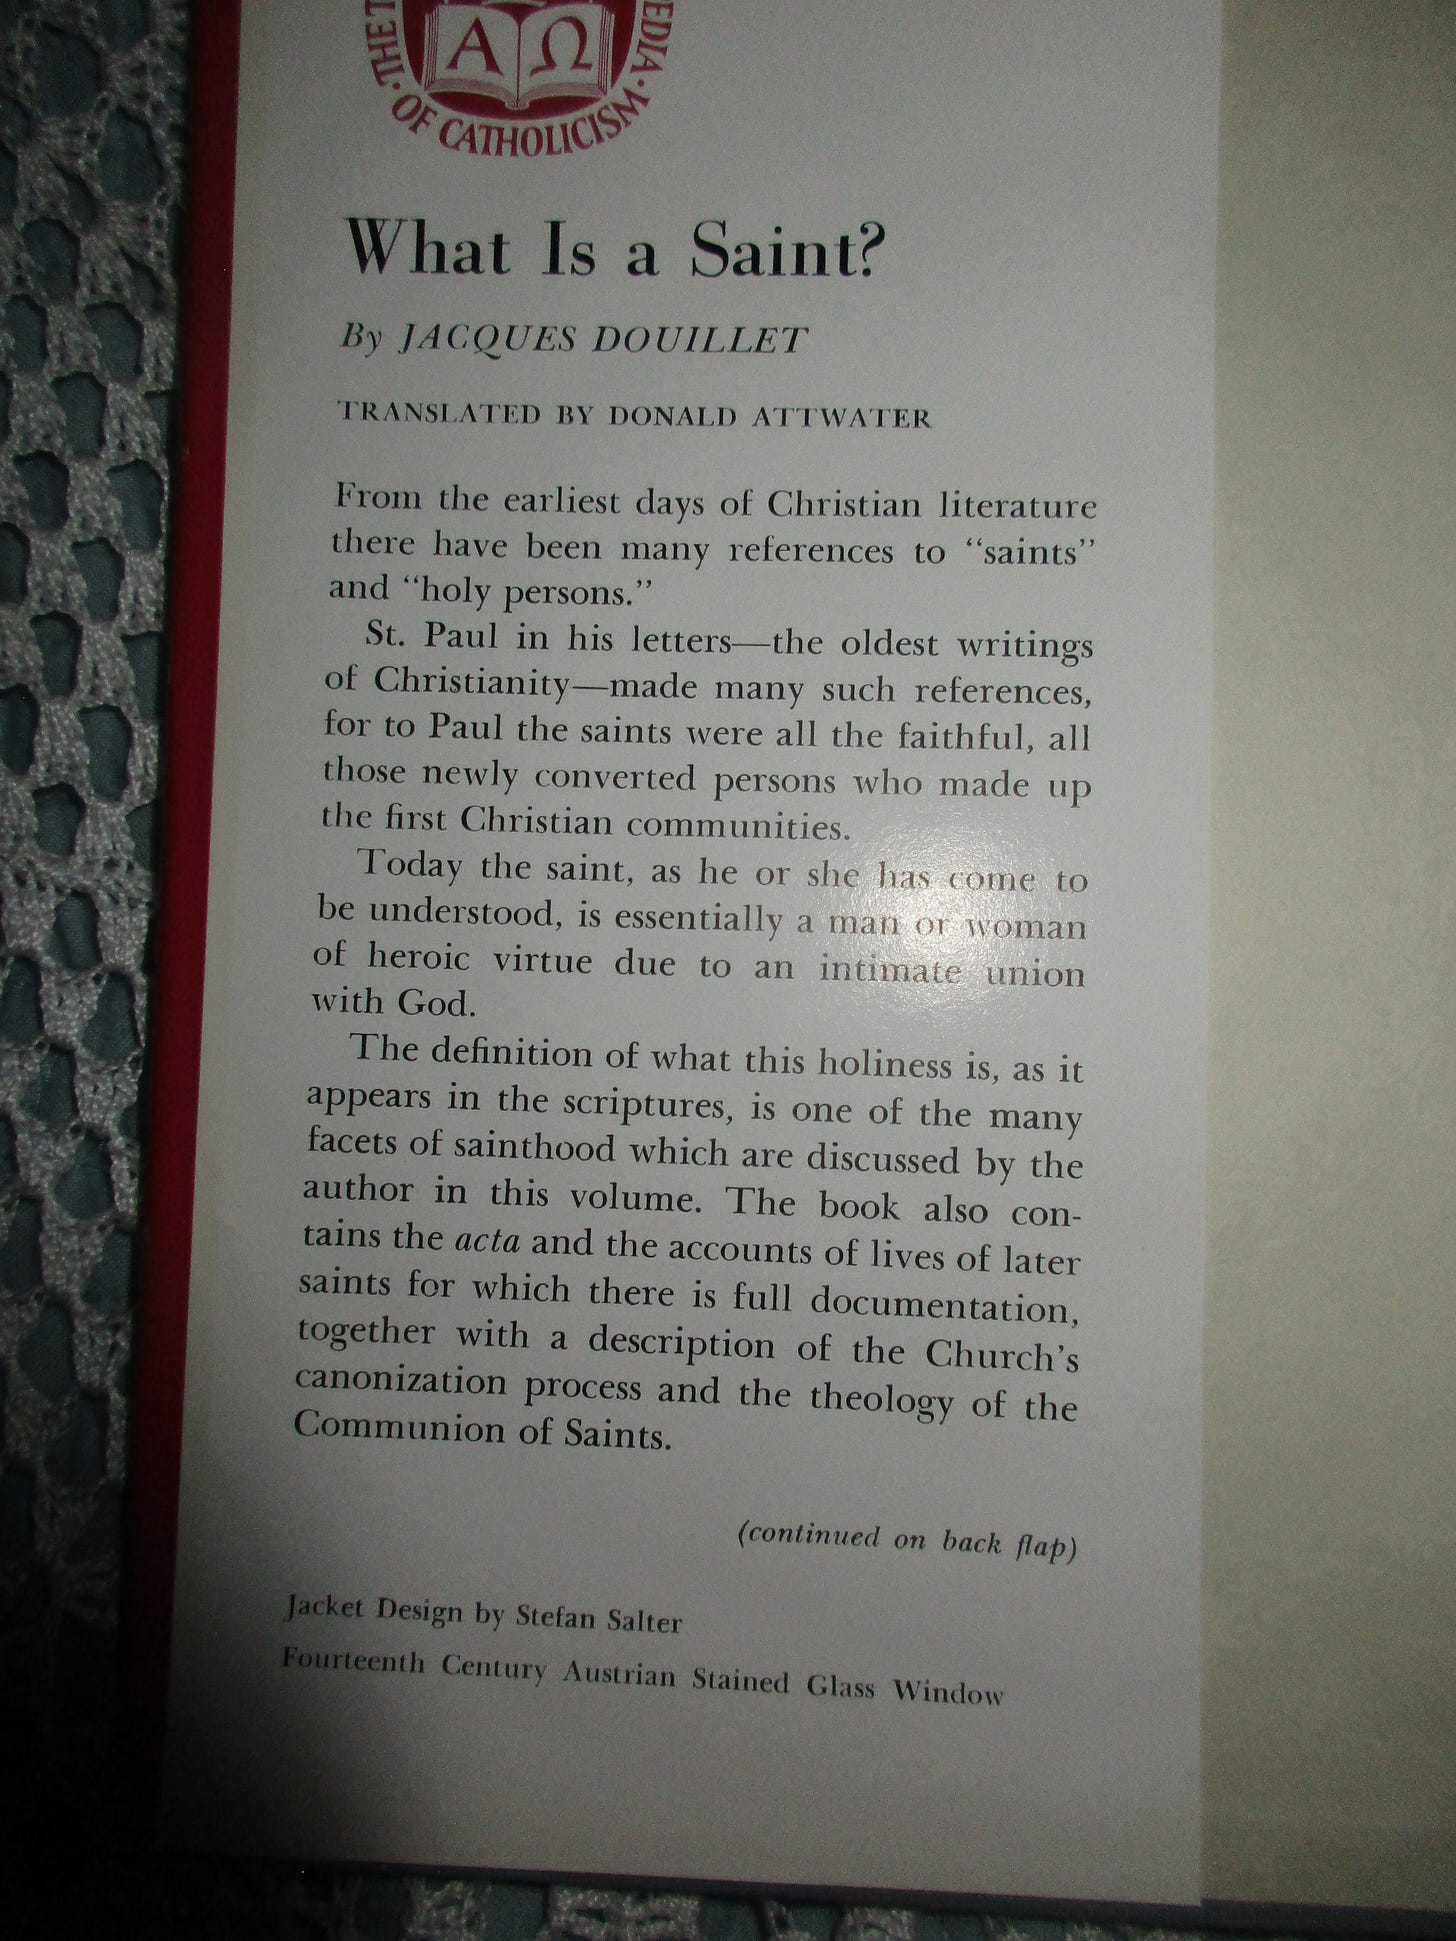 A Ω
OF CATHOLICISM
What Is a Saint?
By JACQUES DOUILLET
TRANSLATED BY DONALD ATTWATER
From the earliest days of Christian literature
there have been many references to “saints”
and “holy persons.”
St. Paul in his letters—the oldest writings
of Christianity—made many such references,
for to Paul the saints were all the faithful, all
those newly converted persons who made up
the first Christian communities.
Today the saint, as he or she has come to
be understood, is essentially a man or woman
of heroic virtue due to an intimate union
with God.
The definition of what this holiness is, as it
appears in the scriptures, is one of the many
facets of sainthood which are discussed by the
author in this volume. The book also con-
tains the acta and the accounts of lives of later
saints for which there is full documentation,
together with a description of the Church’s
canonization process and the theology of the
Communion of Saints.
(continued on back flap)
Jacket Design by Stefan Salter
Fourteenth Century Austrian Stained Glass Window